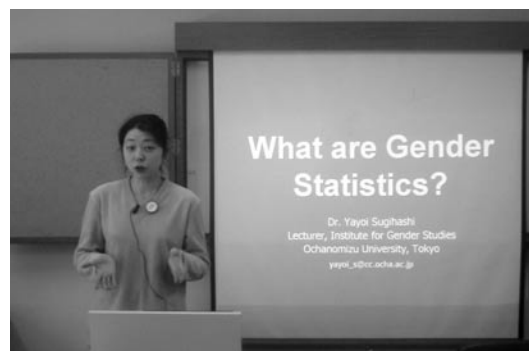 What are Gender
Statistics?
Dr. Yayoi Sugihashi
Lecturer, Institute for Gender Studies
Ochanomizu University, Tokyo
yayoi_s@cc.ocha.ac.jp